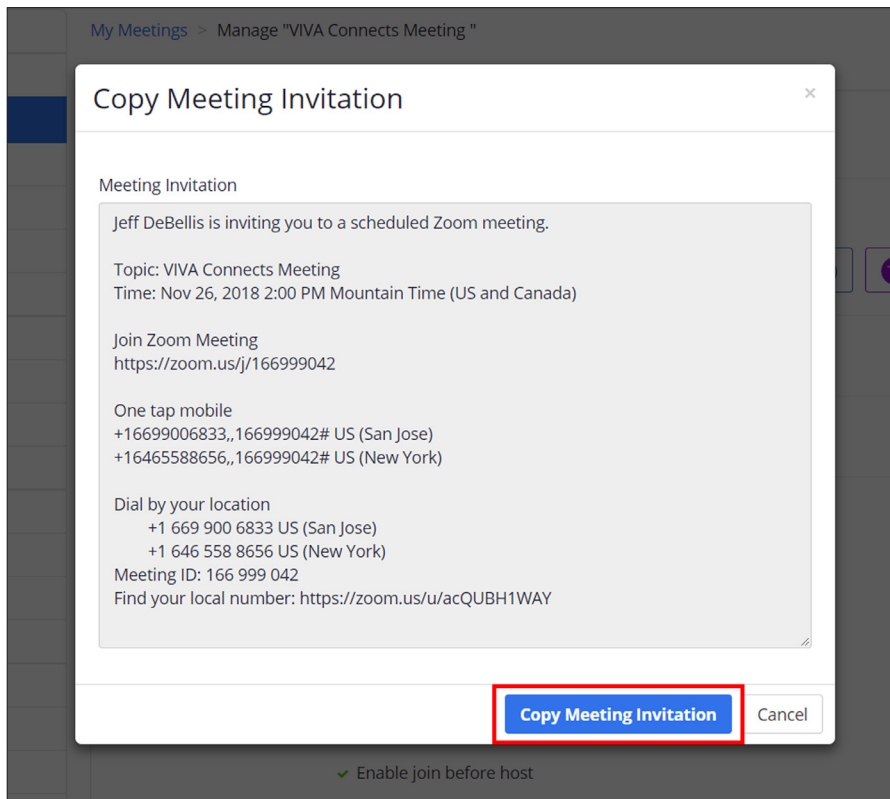 My Meetings > Manage "VIVA Connects Meeting "
Copy Meeting Invitation ×
Meeting Invitation
Jeff DeBellis is inviting you to a scheduled Zoom meeting.
Topic: VIVA Connects Meeting
Time: Nov 26, 2018 2:00 PM Mountain Time (US and Canada)
Join Zoom Meeting
https://zoom.us/j/166999042
One tap mobile
+16699006833,,166999042# US (San Jose)
+16465588656,,166999042# US (New York)
Dial by your location
+1 669 900 6833 US (San Jose)
+1 646 558 8656 US (New York)
Meeting ID: 166 999 042
Find your local number: https://zoom.us/u/acQUBH1WAY
Copy Meeting Invitation Cancel
Enable join before host